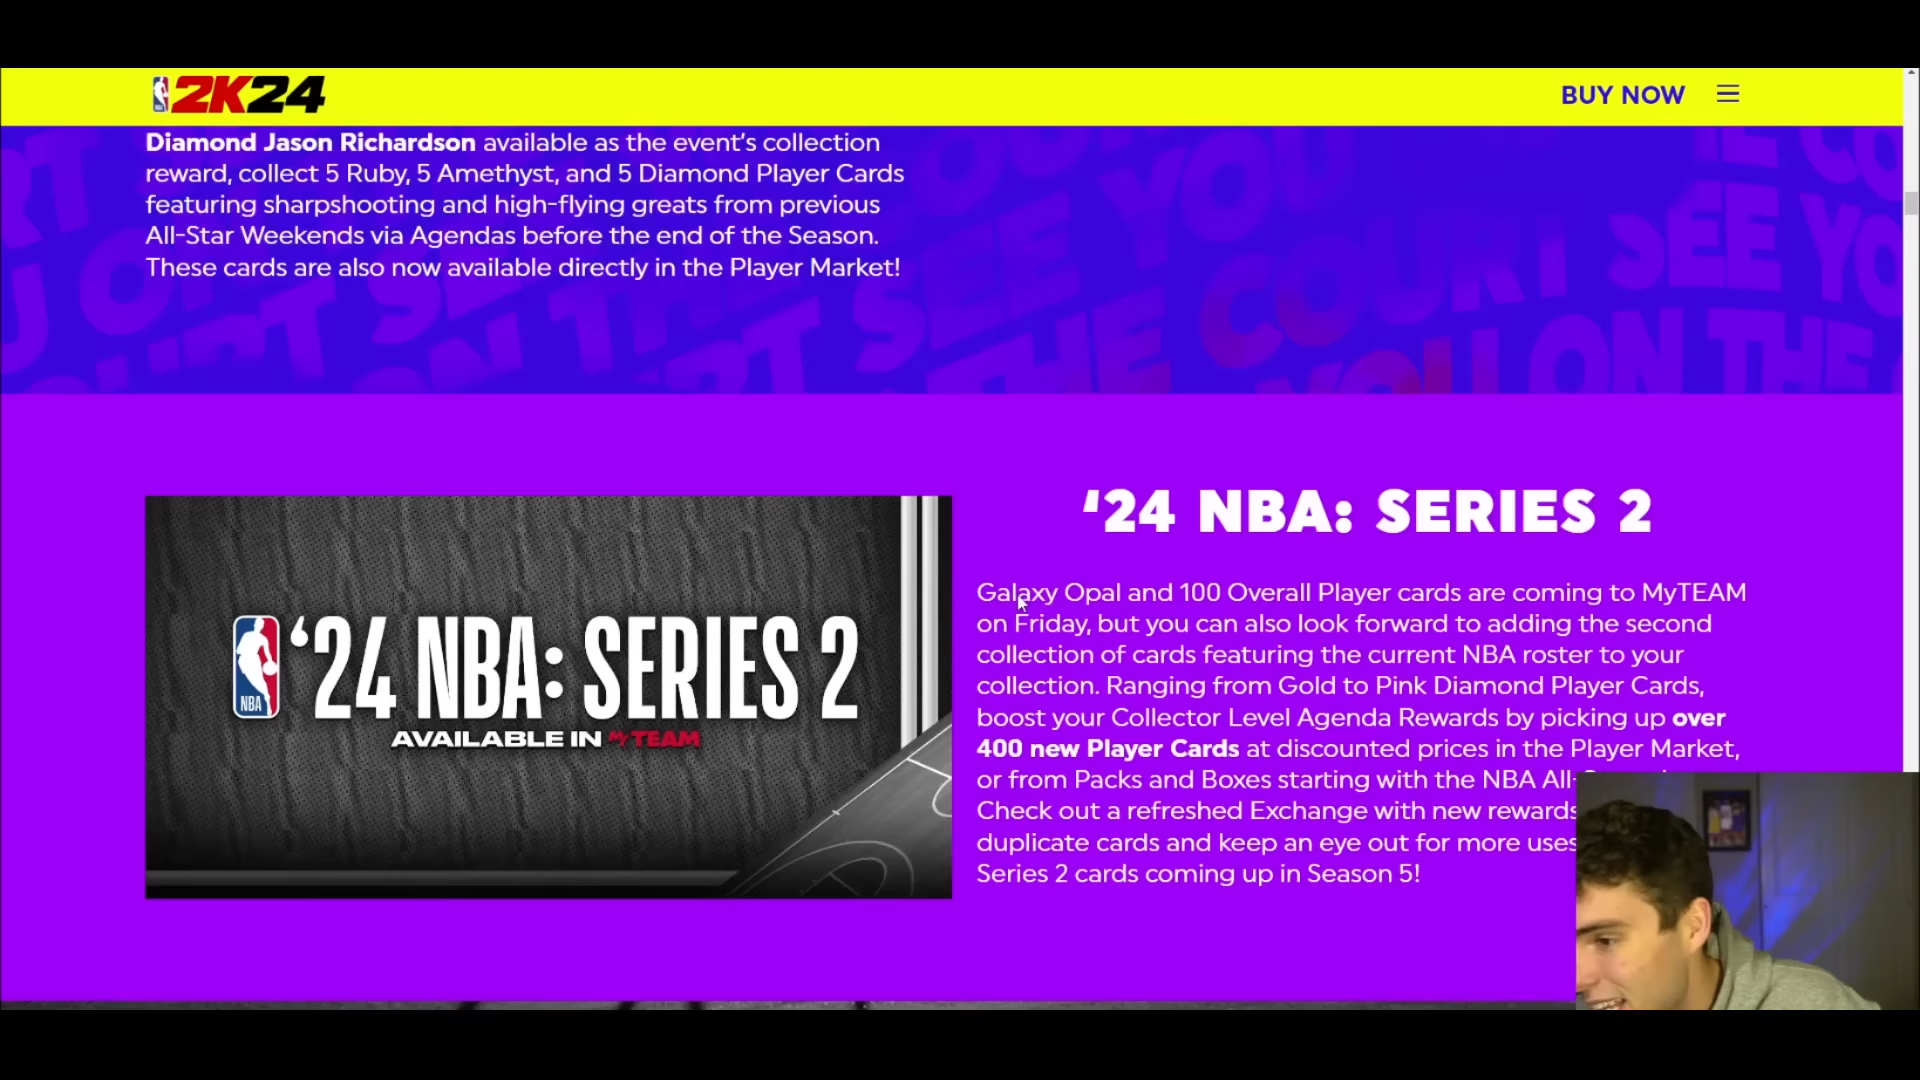 2K24
BUY NOW
Diamond Jason Richardson available as the event's collection
reward, collect 5 Ruby, 5 Amethyst, and 5 Diamond Player Cards
featuring sharpshooting and high-flying greats from previous
All-Star Weekends via Agendas before the end of the Season.
These cards are also now available directly in the Player Market!
‘24 NBA: SERIES 2
NBA
‘24 NBA: SERIES 2
AVAILABLE IN MyTEAM
Galaxy Opal and 100 Overall Player cards are coming to MyTEAM
on Friday, but you can also look forward to adding the second
collection of cards featuring the current NBA roster to your
collection. Ranging from Gold to Pink Diamond Player Cards,
boost your Collector Level Agenda Rewards by picking up over
400 new Player Cards at discounted prices in the Player Market,
or from Packs and Boxes starting with the NBA All-
Check out a refreshed Exchange with new rewards
duplicate cards and keep an eye out for more uses
Series 2 cards coming up in Season 5!